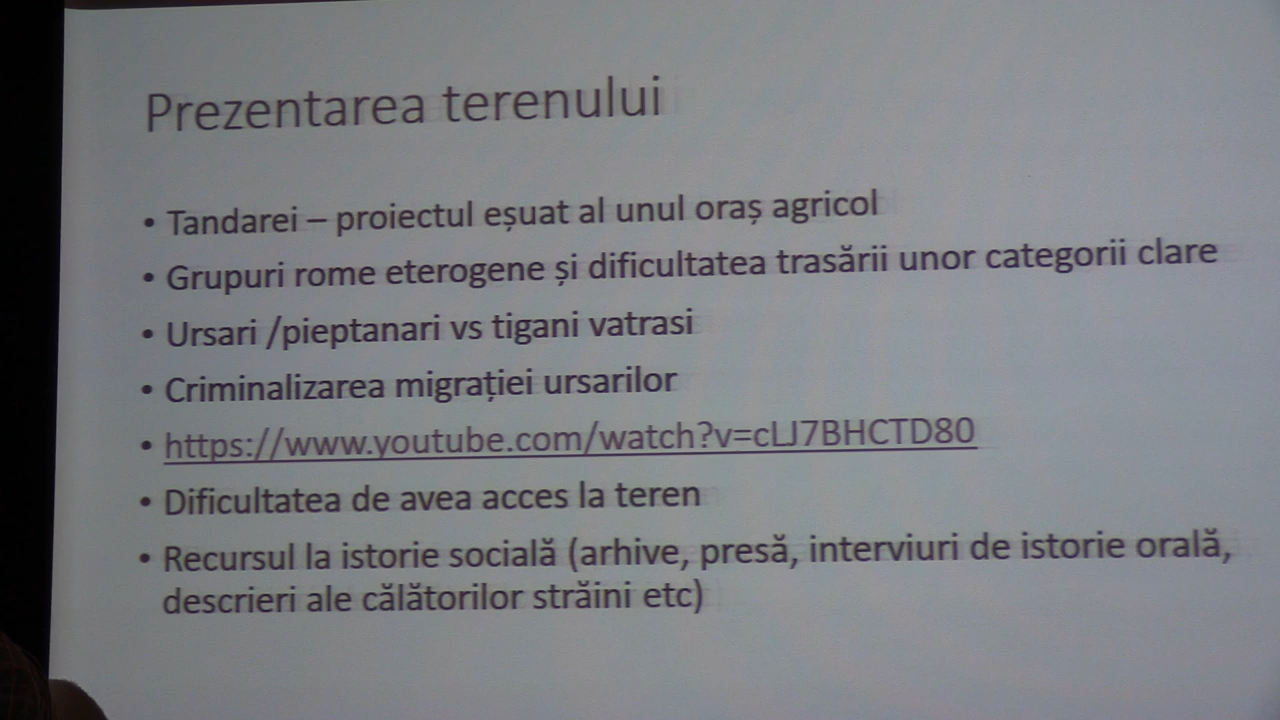 Prezentarea terenului
• Tandarei – proiectul eșuat al unul oraș agricol
• Grupuri rome eterogene și dificultatea trasării unor categorii clare
• Ursari /pieptanari vs tigani vatrasi
• Criminalizarea migrației ursarilor
• https://www.youtube.com/watch?v=cLJ7BHCTD80
• Dificultatea de avea acces la teren
• Recursul la istorie socială (arhive, presă, interviuri de istorie orală,
descrieri ale călătorilor străini etc)